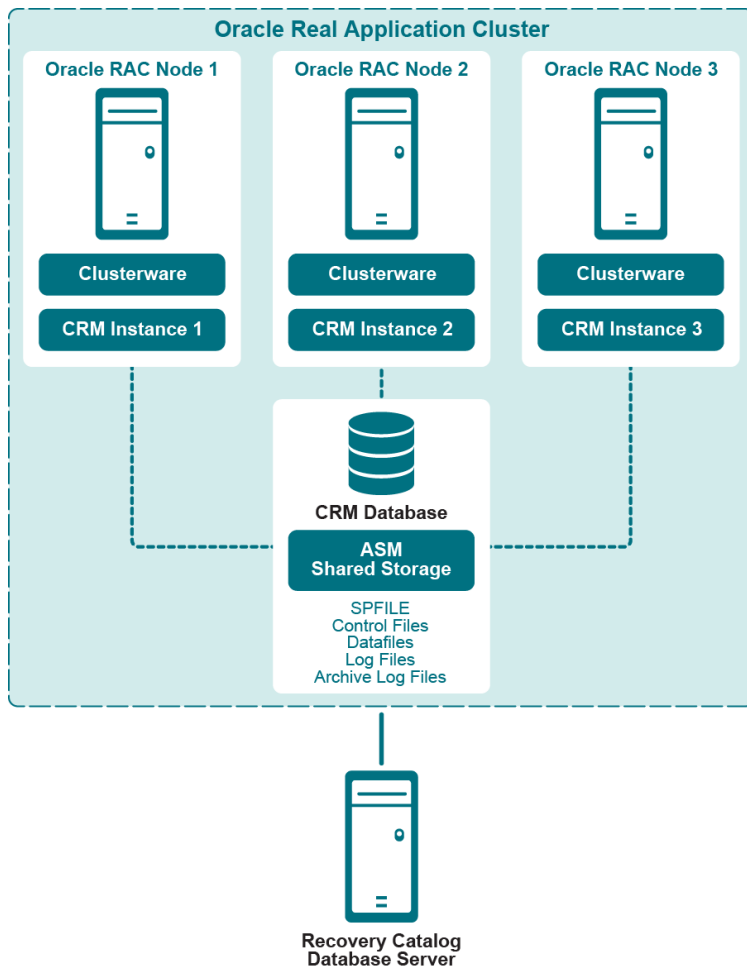 Oracle Real Application Cluster
Oracle RAC Node 1
Clusterware
CRM Instance 1
Oracle RAC Node 2
Clusterware
CRM Instance 2
Oracle RAC Node 3
Clusterware
CRM Instance 3
CRM Database
ASM
Shared Storage
SPFILE
Control Files
Datafiles
Log Files
Archive Log Files
Recovery Catalog
Database Server